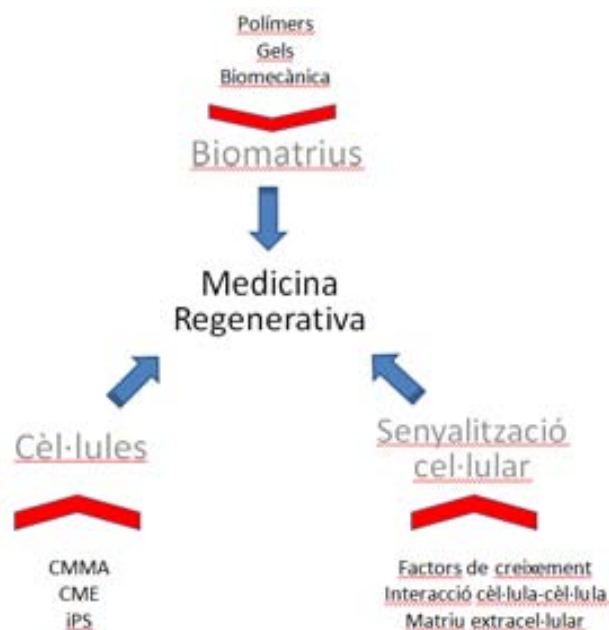 Polímers
Gels
Biomecànica
Biomatrius
Medicina
Regenerativa
Cèl·lules
CMMA
CME
iPS
Senyalització
cel·lular
Factors de creixement
Interacció cèl·lula-cèl·lula
Matriu extracel·lular